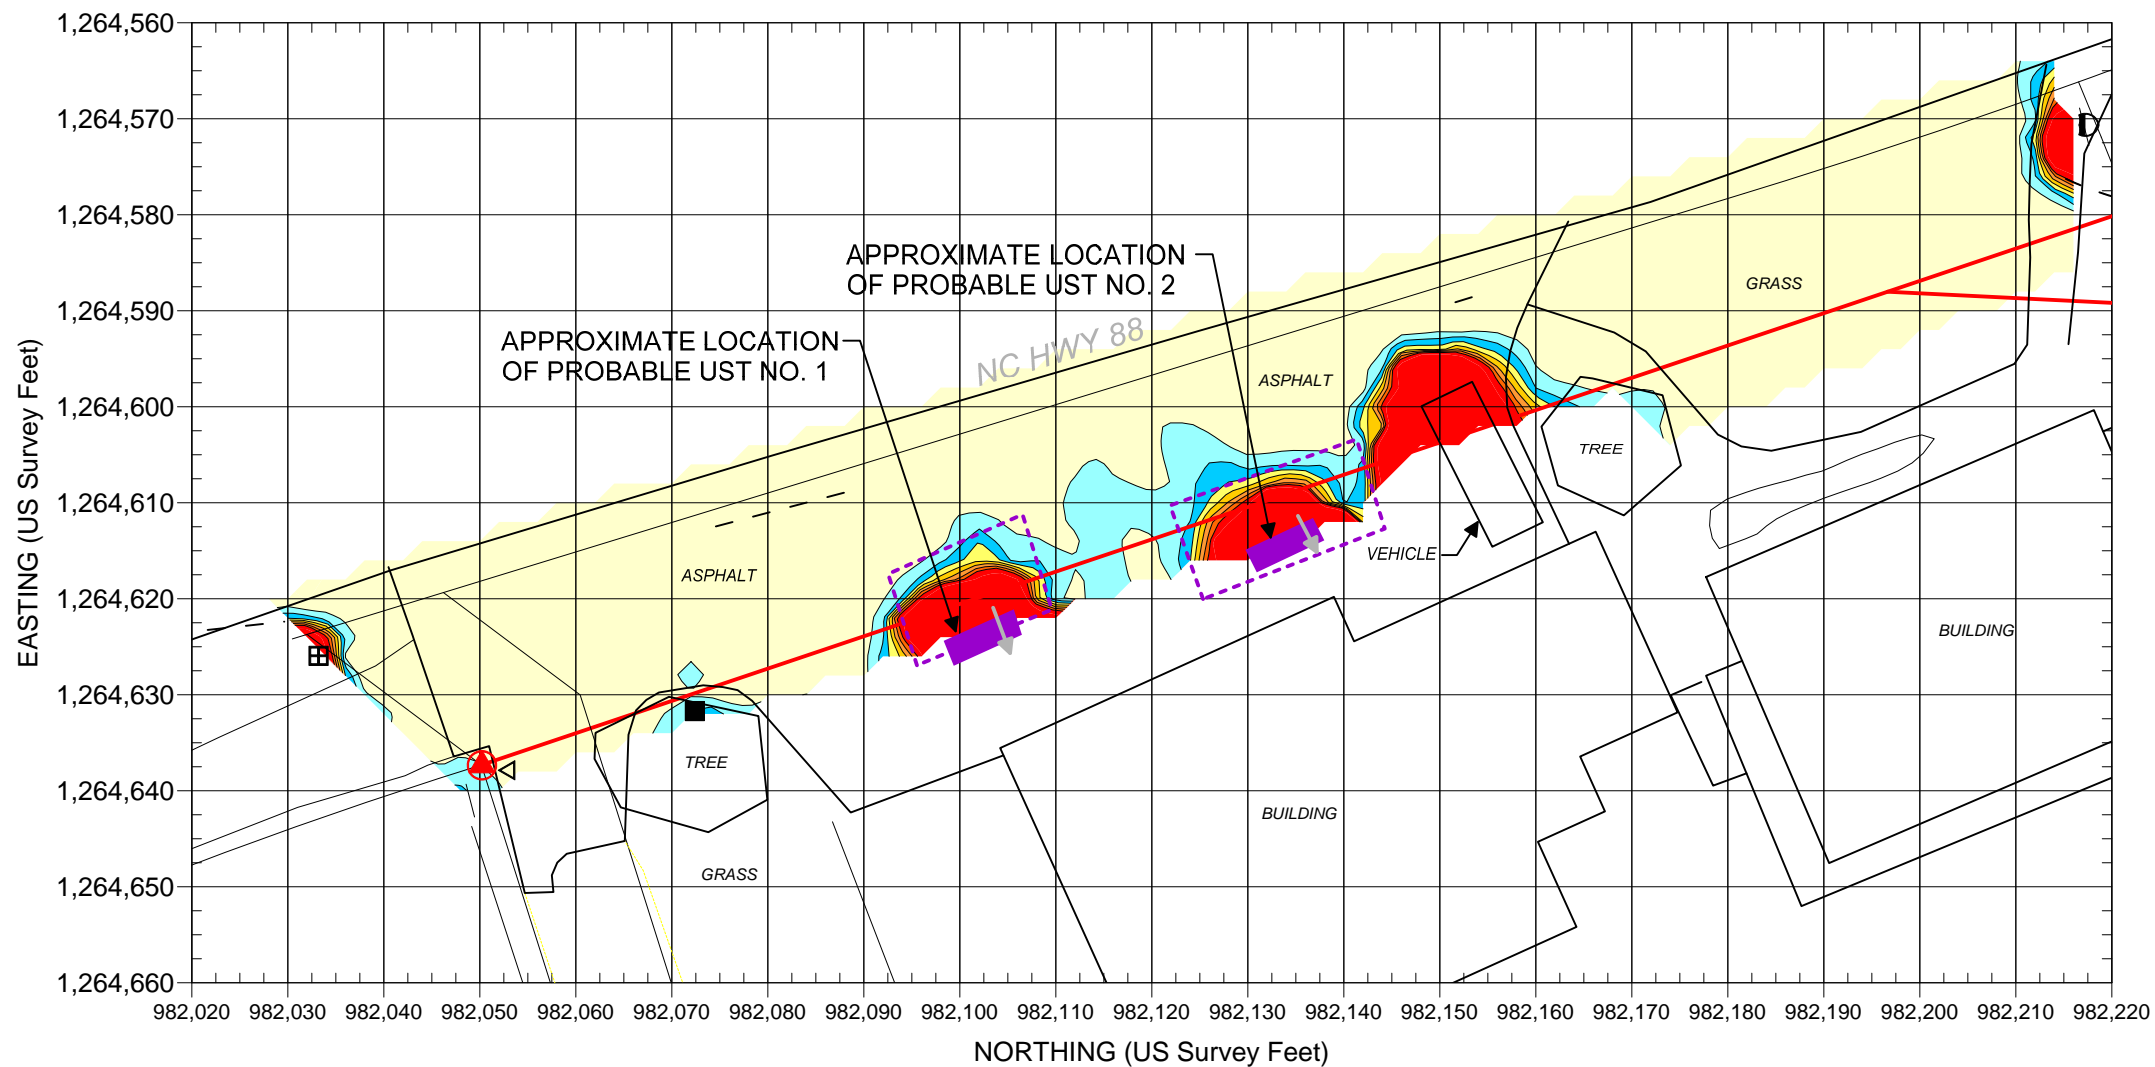 1,264,560
1,264,570
1,264,580
1,264,590
1,264,600
1,264,610
1,264,620
1,264,630
1,264,640
1,264,650
1,264,660
EASTING (US Survey Feet)
APPROXIMATE LOCATION
OF PROBABLE UST NO. 2
APPROXIMATE LOCATION
OF PROBABLE UST NO. 1
NC HWY 88
GRASS
ASPHALT
TREE
VEHICLE
ASPHALT
BUILDING
TREE
BUILDING
GRASS
982,020 982,030 982,040 982,050 982,060 982,070 982,080 982,090 982,100 982,110 982,120 982,130 982,140 982,150 982,160 982,170 982,180 982,190 982,200 982,210 982,220
NORTHING (US Survey Feet)